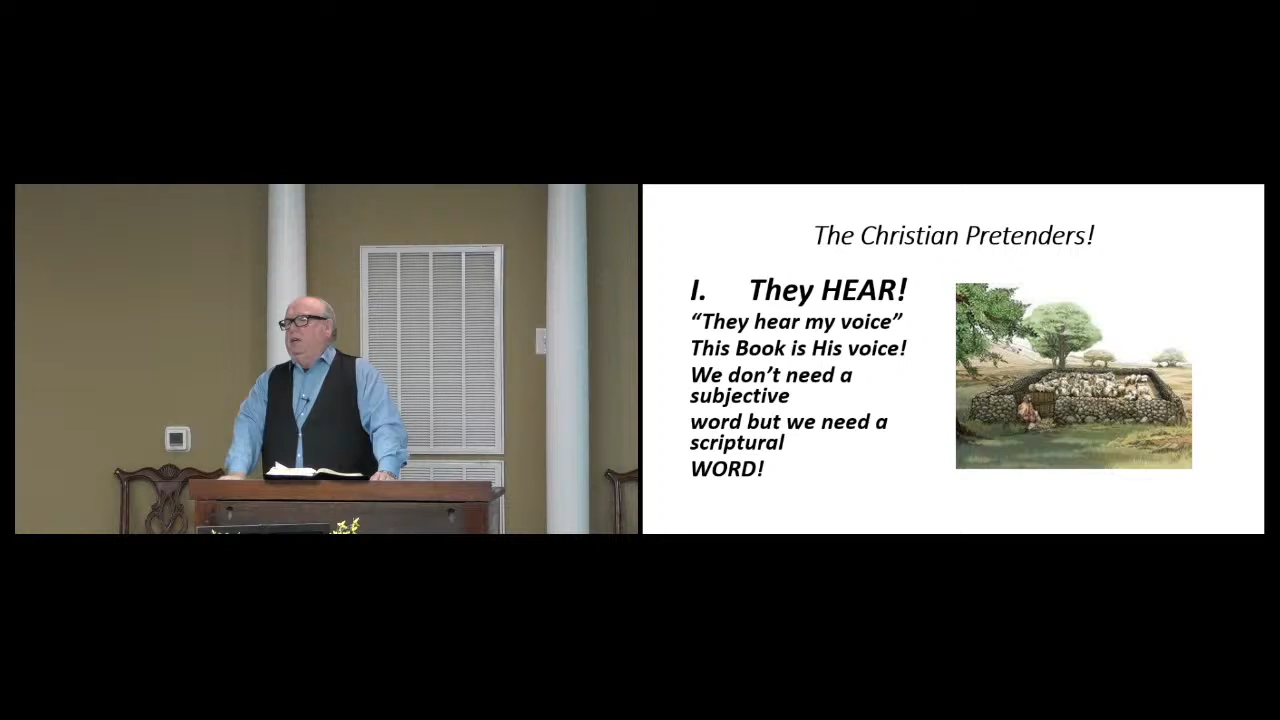 The Christian Pretenders!
I. They HEAR!
“They hear my voice”
This Book is His voice!
We don’t need a
subjective
word but we need a
scriptural
WORD!